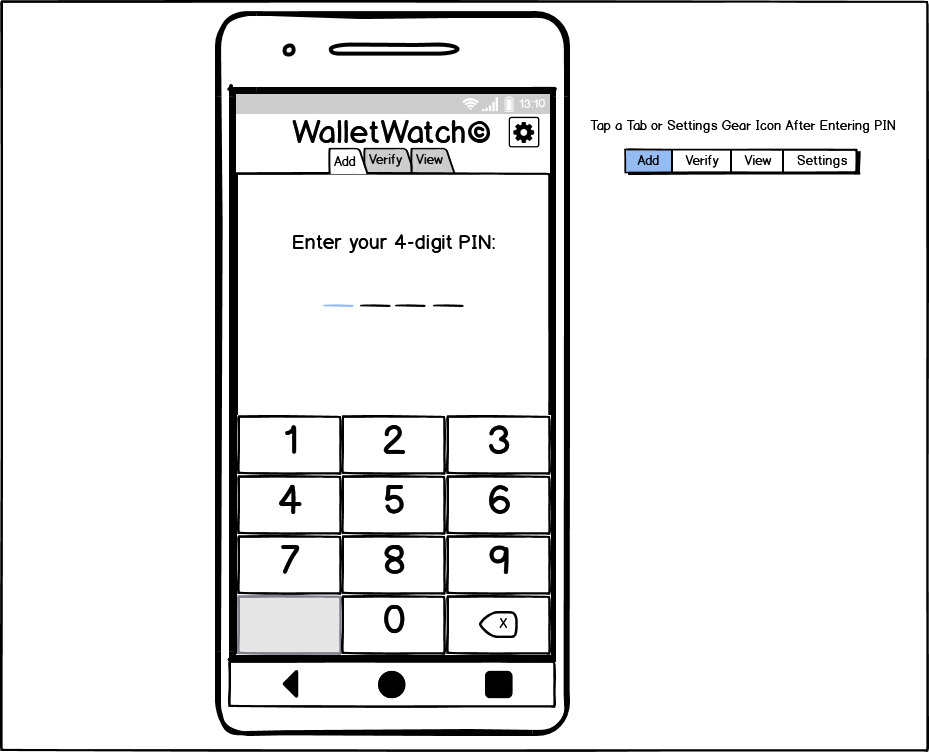 13:10
WalletWatch©
Add Verify View
Tap a Tab or Settings Gear Icon After Entering PIN
Add Verify View Settings
Enter your 4-digit PIN:
1 2 3
4 5 6
7 8 9
0 X